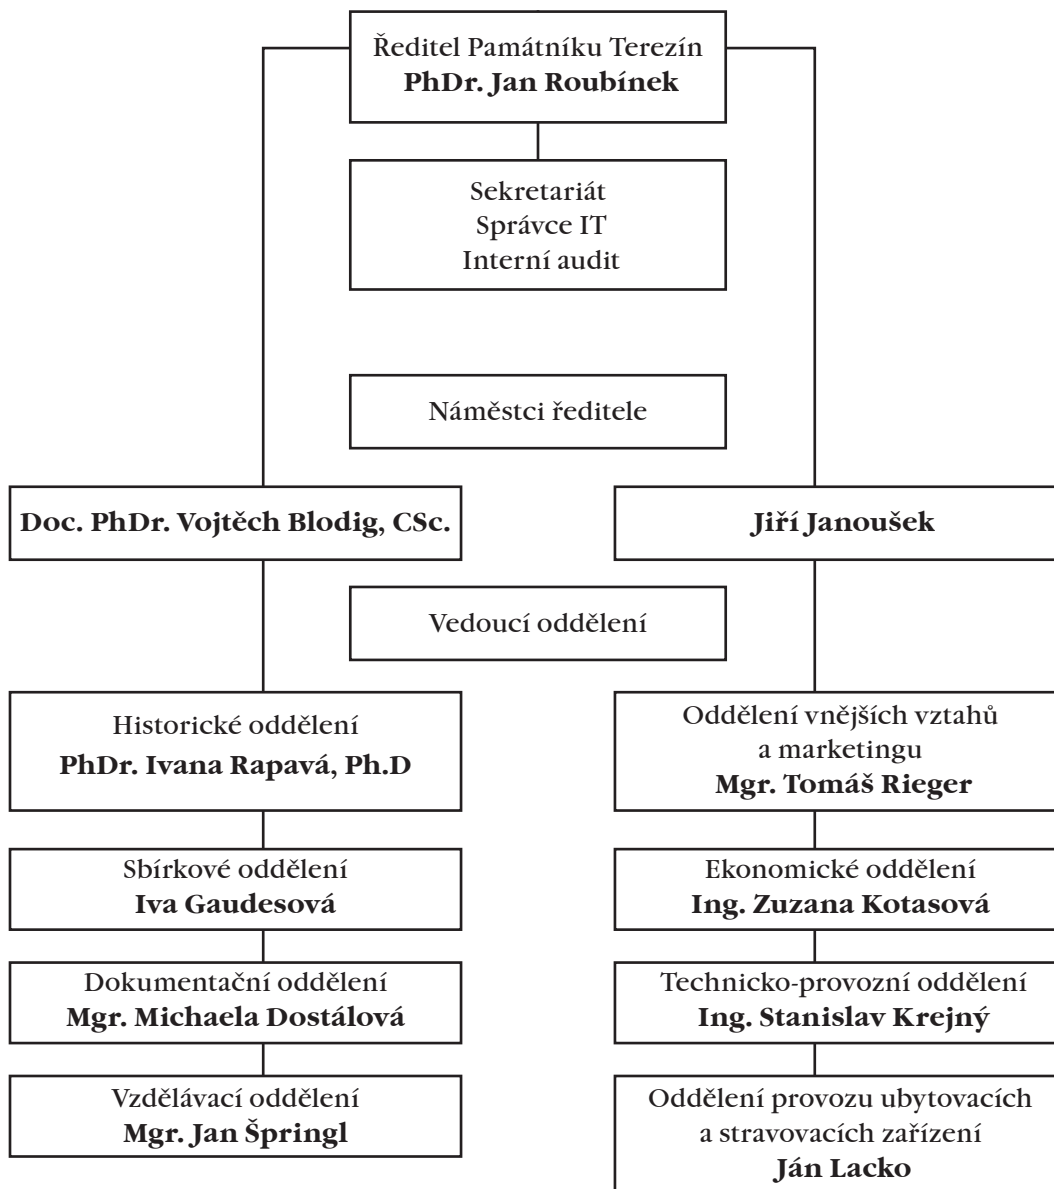 Ředitel Památníku Terezín
PhDr. Jan Roubínek
Sekretariát
Správce IT
Interní audit
Náměstci ředitele
Doc. PhDr. Vojtěch Blodig, CSc.
Jiří Janoušek
Vedoucí oddělení
Historické oddělení
PhDr. Ivana Rapavá, Ph.D
Oddělení vnějších vztahů
a marketingu
Mgr. Tomáš Rieger
Sbírkové oddělení
Iva Gaudesová
Ekonomické oddělení
Ing. Zuzana Kotasová
Dokumentační oddělení
Mgr. Michaela Dostálová
Technicko-provozní oddělení
Ing. Stanislav Krejný
Vzdělávací oddělení
Mgr. Jan Špringl
Oddělení provozu ubytovacích
a stravovacích zařízení
Ján Lacko